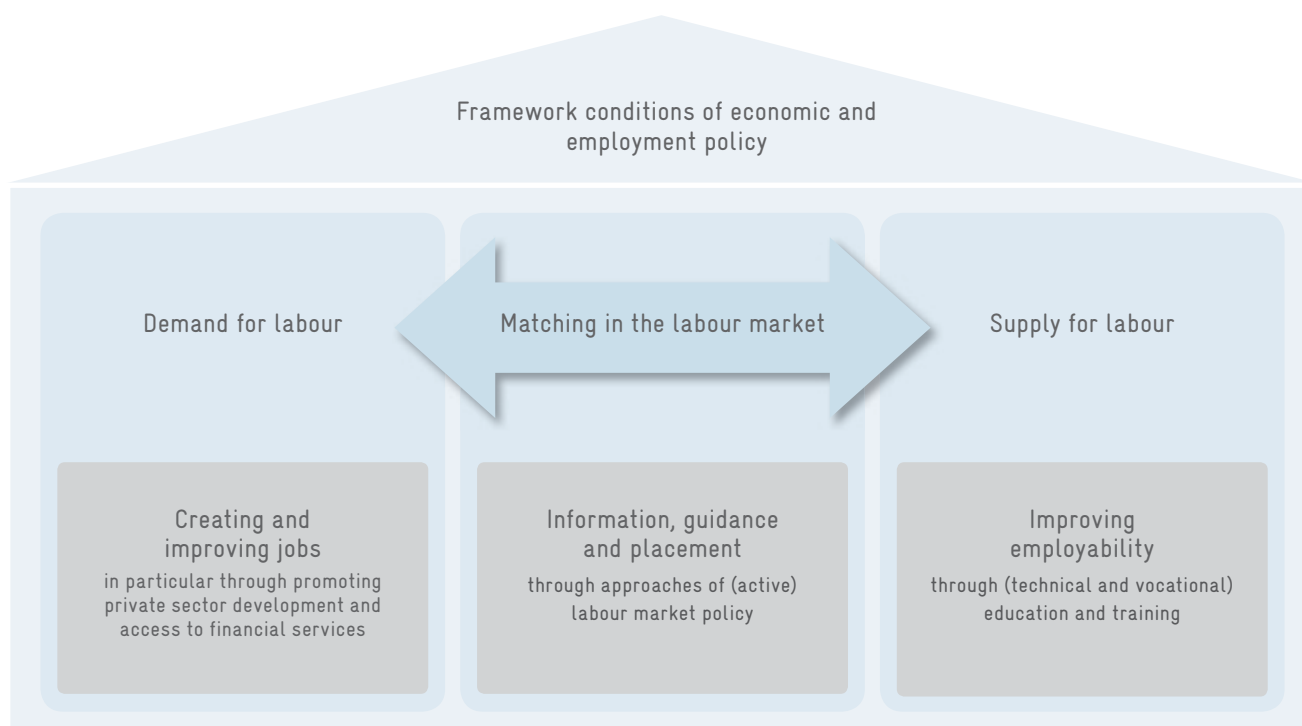 Framework conditions of economic and
employment policy
Demand for labour
Matching in the labour market
Supply for labour
Creating and
improving jobs
in particular through promoting
private sector development and
access to financial services
Information, guidance
and placement
through approaches of (active)
labour market policy
Improving
employability
through (technical and vocational)
education and training